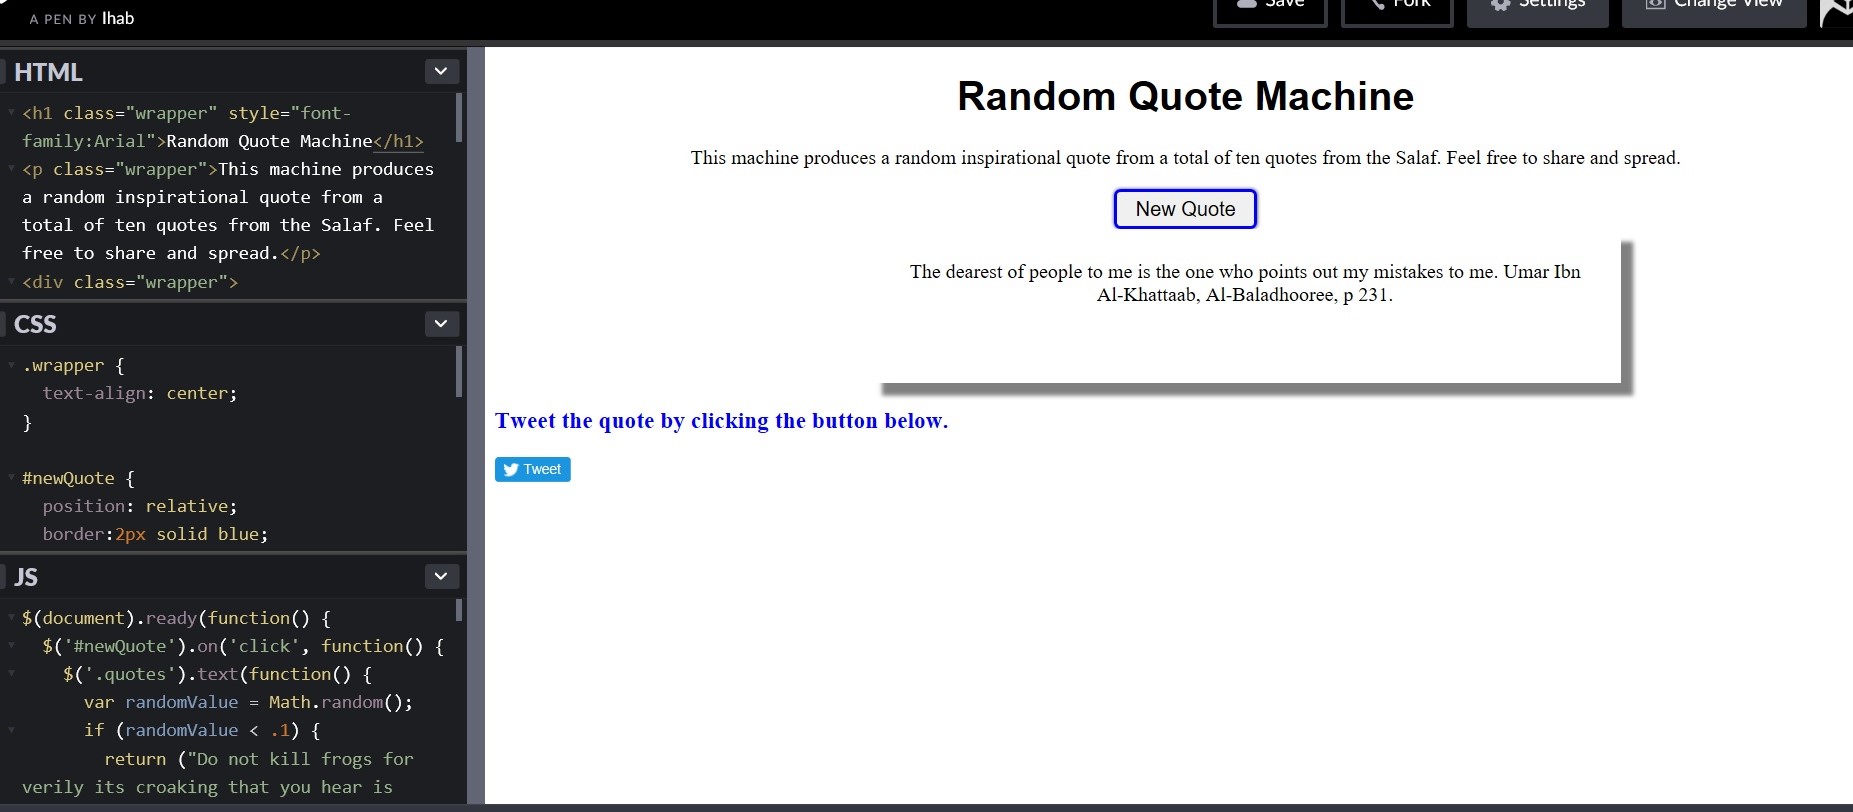 A PEN BY Ihab
Save
Fork
Settings
Change View
HTML
<h1 class="wrapper" style="font-
family:Arial">Random Quote Machine</h1>
<p class="wrapper">This machine produces
a random inspirational quote from a
total of ten quotes from the Salaf. Feel
free to share and spread.</p>
<div class="wrapper">
CSS
.wrapper {
text-align: center;
}
#newQuote {
position: relative;
border:2px solid blue;
JS
$(document).ready(function() {
$('#newQuote').on('click', function() {
$('.quotes').text(function() {
var randomValue = Math.random();
if (randomValue < .1) {
return ("Do not kill frogs for
verily its croaking that you hear is
Random Quote Machine
This machine produces a random inspirational quote from a total of ten quotes from the Salaf. Feel free to share and spread.
New Quote
The dearest of people to me is the one who points out my mistakes to me. Umar Ibn
Al-Khattaab, Al-Baladhooree, p 231.
Tweet the quote by clicking the button below.
Tweet